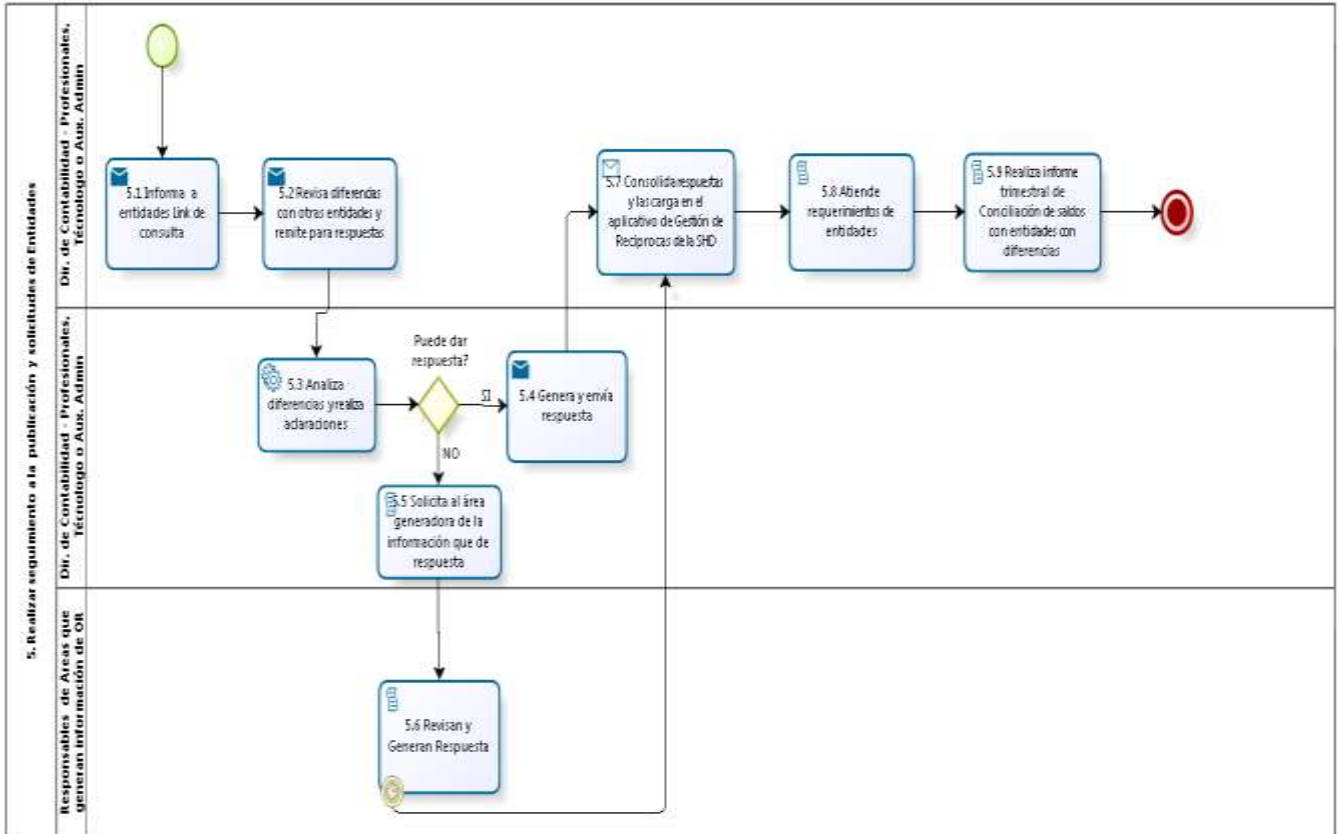 5. Realizar seguimiento a la publicación y solicitudes de Entidades
Dir. de Contabilidad - Profesionales.
Técnologo o Aux. Admin
5.1 Informa a
entidades Link de
consulta
5.2 Revisa diferencias
con otras entidades y
remite para respuestas
5.7 Consolida respuestas
y las carga en el
aplicativo de Gestión de
Reciprocas de la SHD
5.8 Atiende
requerimientos de
entidades
5.9 Realiza informe
trimestral de
Conciliación de saldos
con entidades con
diferencias
Dir. de Contabilidad - Profesionales.
Técnologo o Aux. Admin
5.3 Analiza
diferencias y realiza
aclaraciones
Puede dar
respuesta?
SI
5.4 Genera y envía
respuesta
NO
5.5 Solicita al área
generadora de la
información que de
respuesta
Responsables de Areas que
generan información de OR
5.6 Revisan y
Generan Respuesta